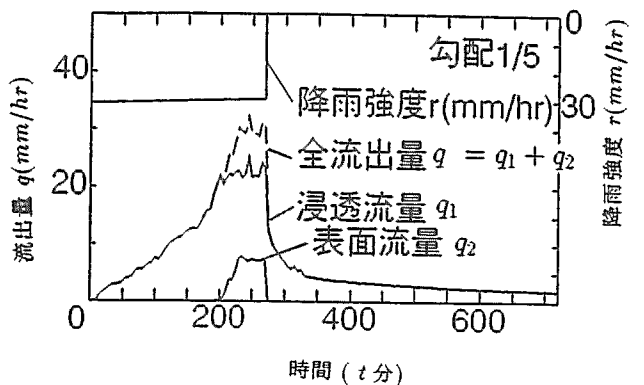 0
40
勾配1/5
降雨強度r(mm/hr)
30
全流出量 q = q₁ + q₂
20
浸透流量 q₁
表面流量 q₂
0
0 200 400 600
時間 ( t 分)
流出量 q(mm/hr)
降雨強度 r(mm/hr)